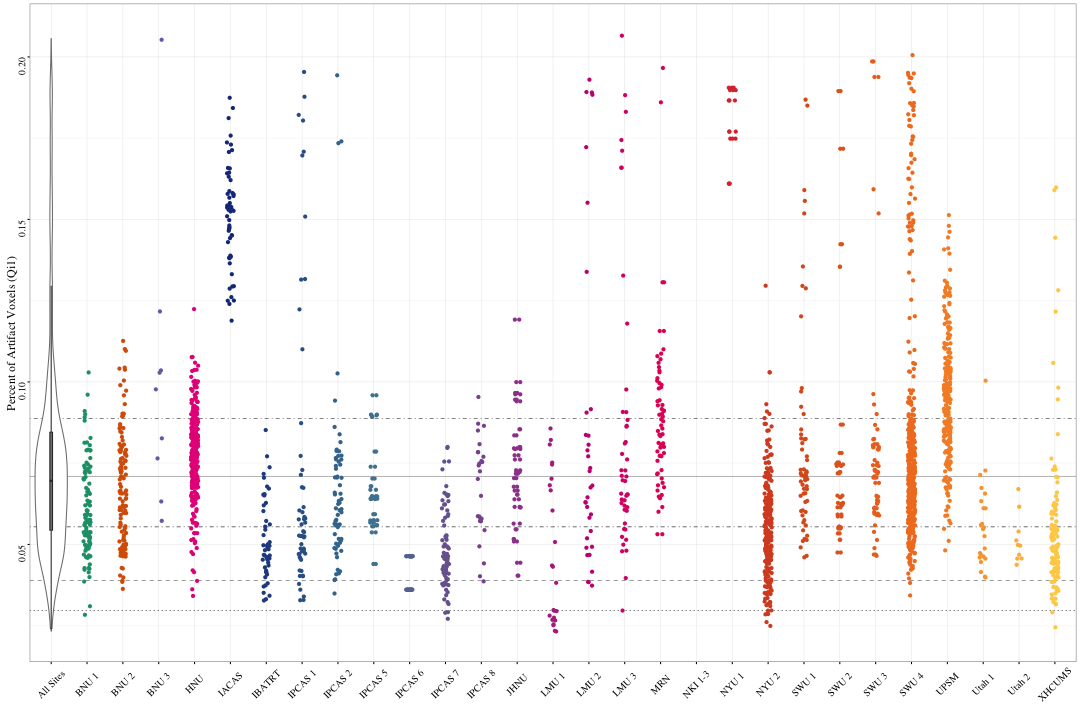 Percent of Artifact Voxels (Qi1)
0.20
0.15
0.10
0.05
All Sites
BNU 1
BNU 2
BNU 3
HNU
IACAS
IBATRT
IPCAS 1
IPCAS 2
IPCAS 5
IPCAS 6
IPCAS 7
IPCAS 8
JHNU
LMU 1
LMU 2
LMU 3
MRN
NKI 1-3
NYU 1
NYU 2
SWU 1
SWU 2
SWU 3
SWU 4
UPSM
Utah 1
Utah 2
XHCUMS